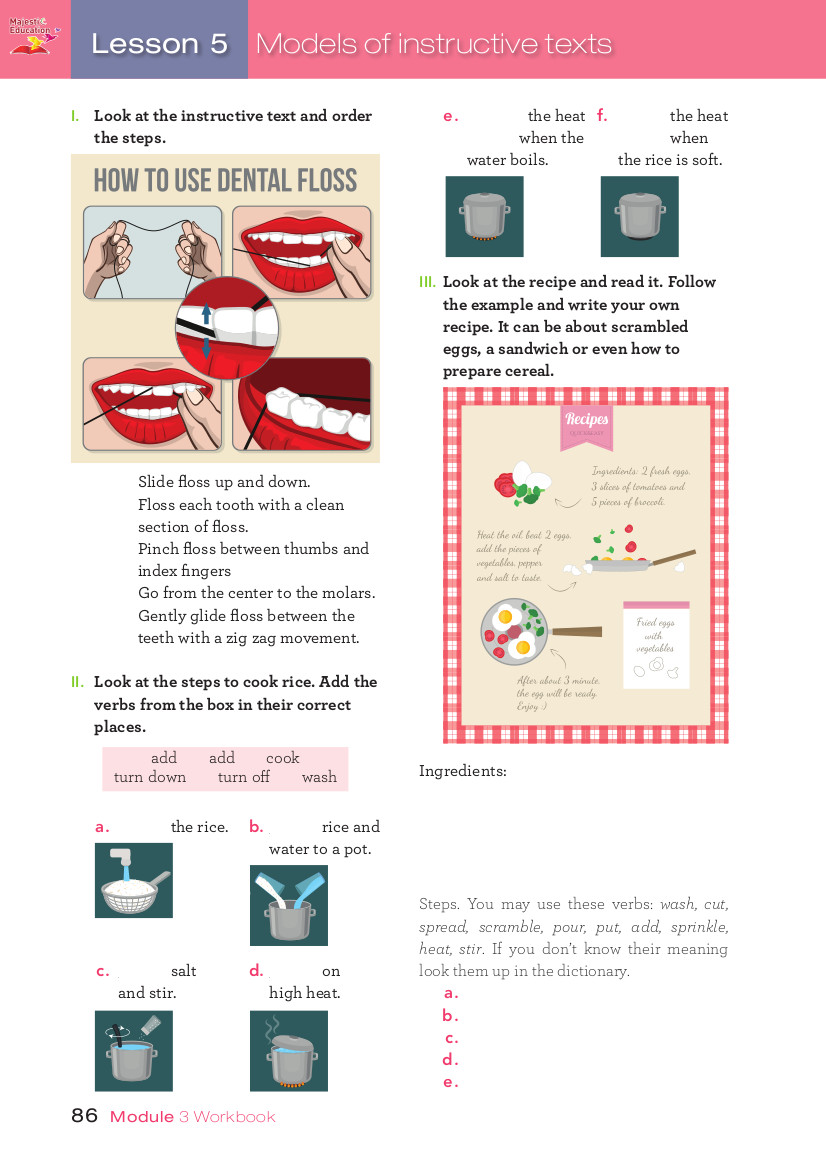 Majestic
Education
Lesson 5
Models of instructive texts
I. Look at the instructive text and order
the steps.
HOW TO USE DENTAL FLOSS
Slide floss up and down.
Floss each tooth with a clean
section of floss.
Pinch floss between thumbs and
index fingers
Go from the center to the molars.
Gently glide floss between the
teeth with a zig zag movement.
II. Look at the steps to cook rice. Add the
verbs from the box in their correct
places.
add add cook
turn down turn off wash
a. the rice.
b. rice and
water to a pot.
c. salt
and stir.
d. on
high heat.
e. the heat
when the
water boils.
f. the heat
when
the rice is soft.
III. Look at the recipe and read it. Follow
the example and write your own
recipe. It can be about scrambled
eggs, a sandwich or even how to
prepare cereal.
Recipes
Ingredients: 2 fresh eggs,
3 slices of tomatoes and
5 pieces of broccoli.
Heat the oil, beat 2 eggs,
add the pieces of
vegetables, pepper
and salt to taste.
Fried eggs
with
vegetables
After about 3 minute,
the egg will be ready.
Enjoy :)
Ingredients:
Steps. You may use these verbs: wash, cut,
spread, scramble, pour, put, add, sprinkle,
heat, stir. If you don't know their meaning
look them up in the dictionary.
a.
b.
c.
d.
e.
86 Module 3 Workbook